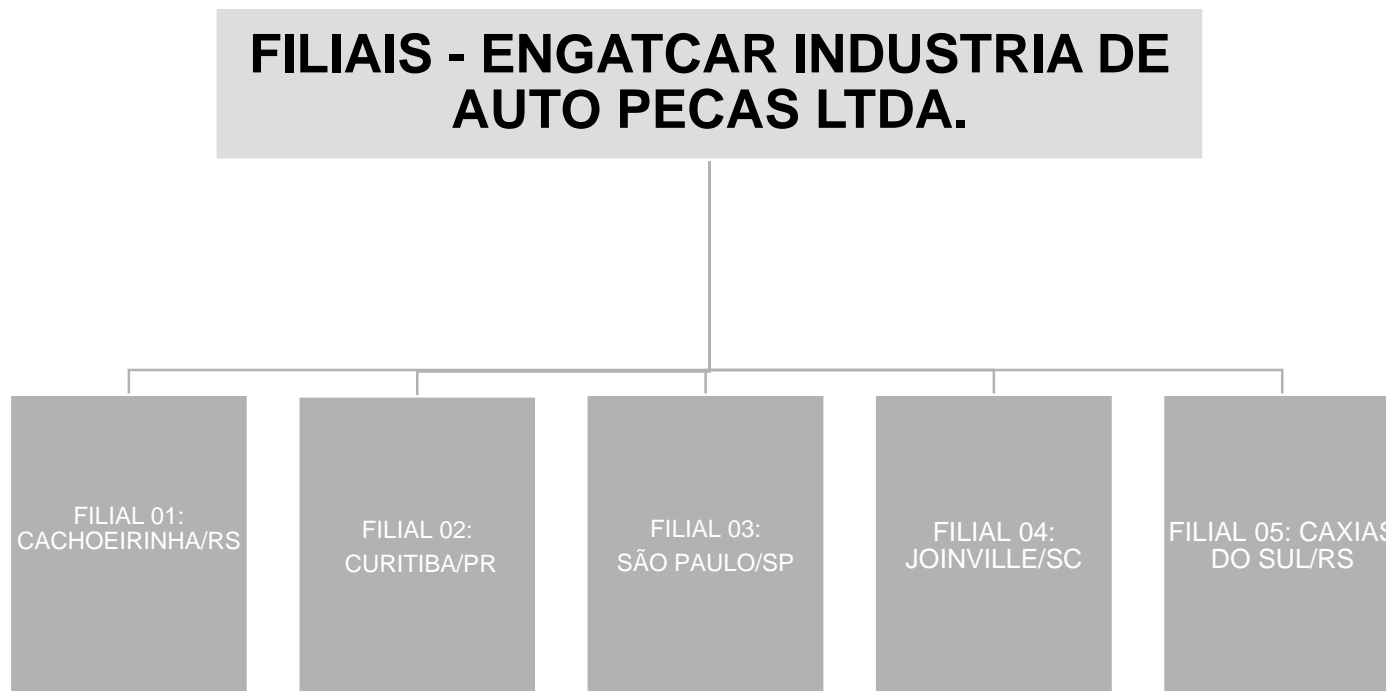 FILIAIS - ENGATCAR INDUSTRIA DE
AUTO PECAS LTDA.
FILIAL 01:
CACHOEIRINHA/RS
FILIAL 02:
CURITIBA/PR
FILIAL 03:
SÃO PAULO/SP
FILIAL 04:
JOINVILLE/SC
FILIAL 05: CAXIAS
DO SUL/RS